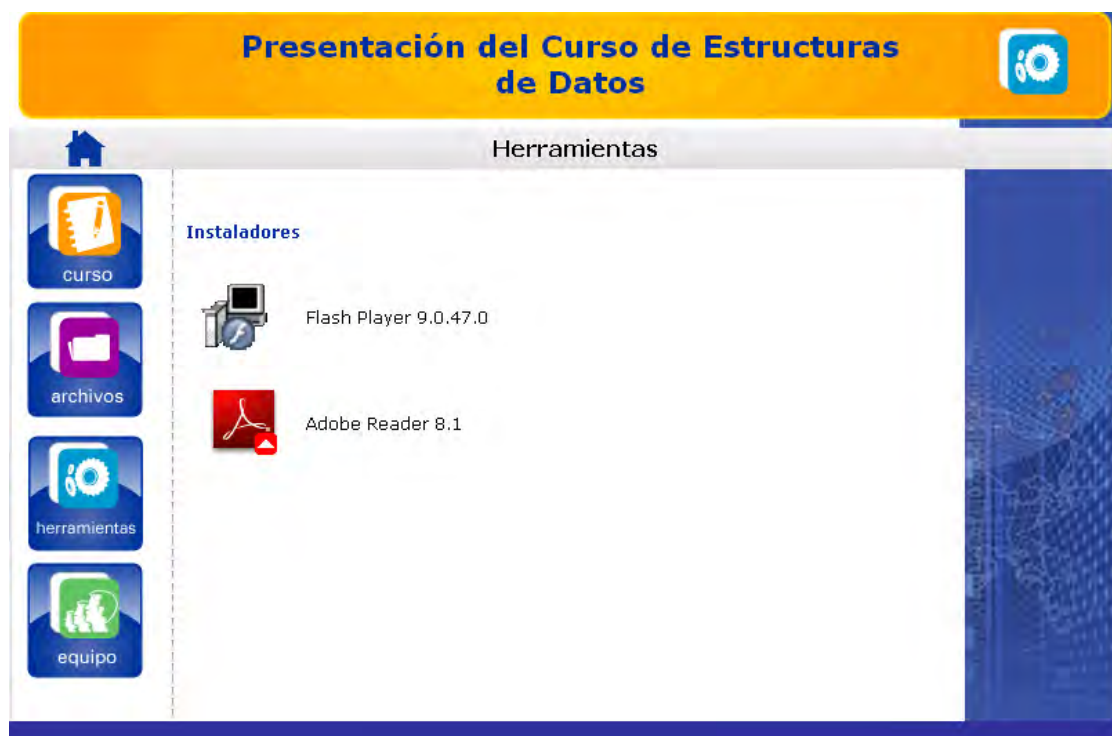 Presentación del Curso de Estructuras
de Datos
Herramientas
curso
archivos
herramientas
equipo
Instaladores
Flash Player 9.0.47.0
Adobe Reader 8.1